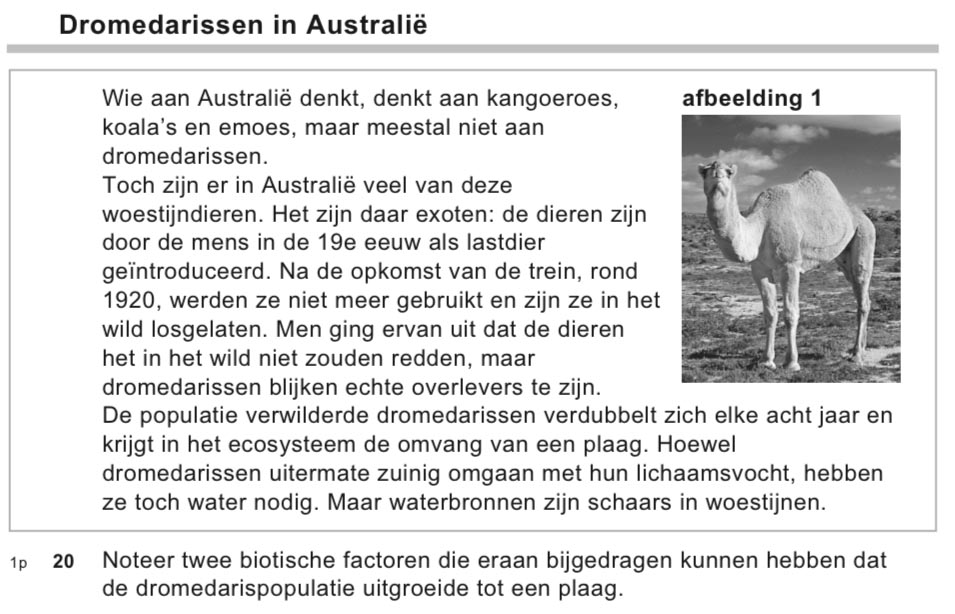 Dromedarissen in Australië
Wie aan Australië denkt, denkt aan kangoeroes,
koala's en emoes, maar meestal niet aan
dromedarissen.
Toch zijn er in Australië veel van deze
woestijndieren. Het zijn daar exoten: de dieren zijn
door de mens in de 19e eeuw als lastdier
geïntroduceerd. Na de opkomst van de trein, rond
1920, werden ze niet meer gebruikt en zijn ze in het
wild losgelaten. Men ging ervan uit dat de dieren
het in het wild niet zouden redden, maar
dromedarissen blijken echte overlevers te zijn.
afbeelding 1
De populatie verwilderde dromedarissen verdubbelt zich elke acht jaar en
krijgt in het ecosysteem de omvang van een plaag. Hoewel
dromedarissen uitermate zuinig omgaan met hun lichaamsvocht, hebben
ze toch water nodig. Maar waterbronnen zijn schaars in woestijnen.
1p 20 Noteer twee biotische factoren die eraan bijgedragen kunnen hebben dat
de dromedarispopulatie uitgroeide tot een plaag.